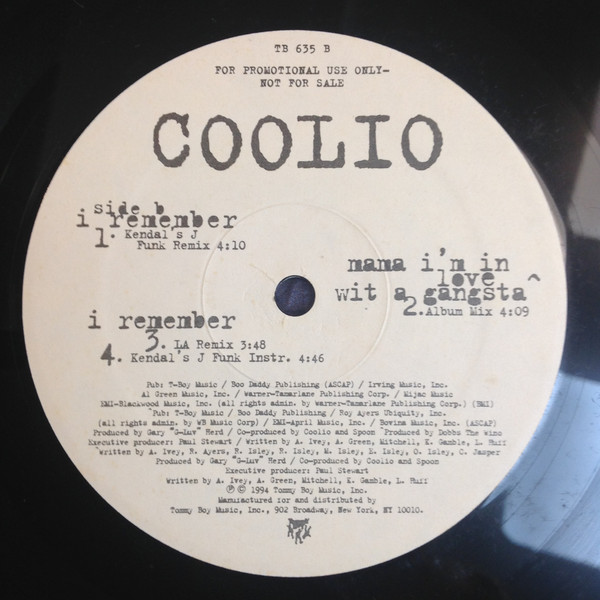 TB 635 B
FOR PROMOTIONAL USE ONLY—
NOT FOR SALE
COOLIO
side b
i remember
1. Kendal's J
Funk Remix 4:10
mama i'm in
love
wit a gangsta^
2. Album Mix 4:09
i remember
3. LA Remix 3:48
4. Kendal's J Funk Instr. 4:46
Pub: T-Boy Music / Boo Daddy Publishing (ASCAP) / Irving Music, Inc.
Al Green Music, Inc. / Warner-Tamarlane Publishing Corp. / Mijac Music
EMI-Blackwood Music, Inc. (all rights admin. by Warner-Tamarlane Publishing Corp.) (BMI)
^Pub: T-Boy Music / Boo Daddy Publishing / Roy Ayers Ubiquity, Inc.
(all rights admin. by WB Music Corp) / EMI-April Music, Inc. / Bovina Music, Inc. (ASCAP)
Produced by Gary "G-Luv" Herd / Co-produced by Coolio and Spoon ^Produced by Dobbs The Wino
Executive producer: Paul Stewart / Written by A. Ivey, A. Green, Mitchell, K. Gamble, L. Huff
^Written by A. Ivey, R. Ayers, R. Isley, R. Isley, M. Isley, E. Isley, O. Isley, C. Jasper
Produced by Gary "G-Luv" Herd / Co-produced by Coolio and Spoon
Executive producer: Paul Stewart
Written by A. Ivey, A. Green, Mitchell, K. Gamble, L. Huff
℗ © 1994 Tommy Boy Music, Inc.
Manufactured for and distributed by
Tommy Boy Music, Inc., 902 Broadway, New York, NY 10010.